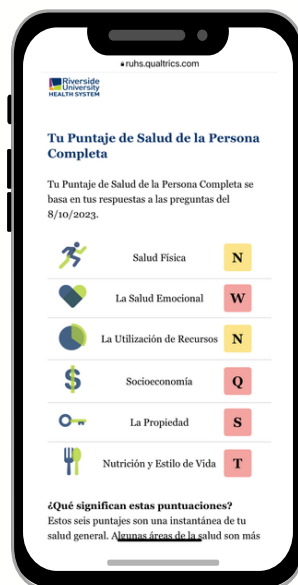 ruhs.qualtrics.com
Riverside
University
HEALTH SYSTEM
Tu Puntaje de Salud de la Persona
Completa
Tu Puntaje de Salud de la Persona Completa se
basa en tus respuestas a las preguntas del
8/10/2023.
Salud Física N
La Salud Emocional W
La Utilización de Recursos N
Socioeconomía Q
La Propiedad S
Nutrición y Estilo de Vida T
¿Qué significan estas puntuaciones?
Estos seis puntajes son una instantánea de tu
salud general. Algunas áreas de la salud son más